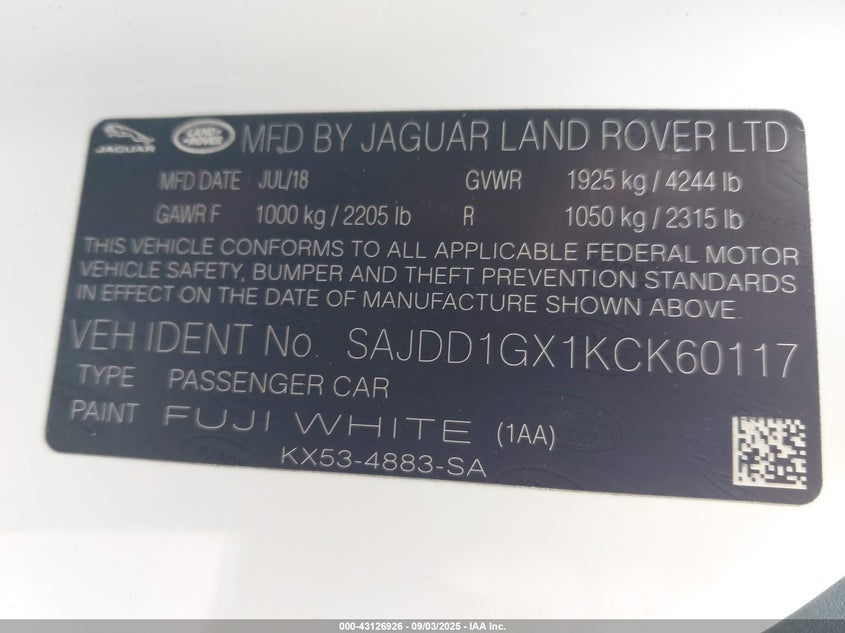 JAGUAR LAND ROVER MFD BY JAGUAR LAND ROVER LTD
MFD DATE JUL/18 GVWR 1925 kg / 4244 lb
GAWR F 1000 kg / 2205 lb R 1050 kg / 2315 lb
THIS VEHICLE CONFORMS TO ALL APPLICABLE FEDERAL MOTOR
VEHICLE SAFETY, BUMPER AND THEFT PREVENTION STANDARDS
IN EFFECT ON THE DATE OF MANUFACTURE SHOWN ABOVE.
VEH IDENT No. SAJDD1GX1KCK60117
TYPE PASSENGER CAR
PAINT FUJI WHITE (1AA)
KX53-4883-SA
000-43126926 - 09/03/2025 - IAA Inc.